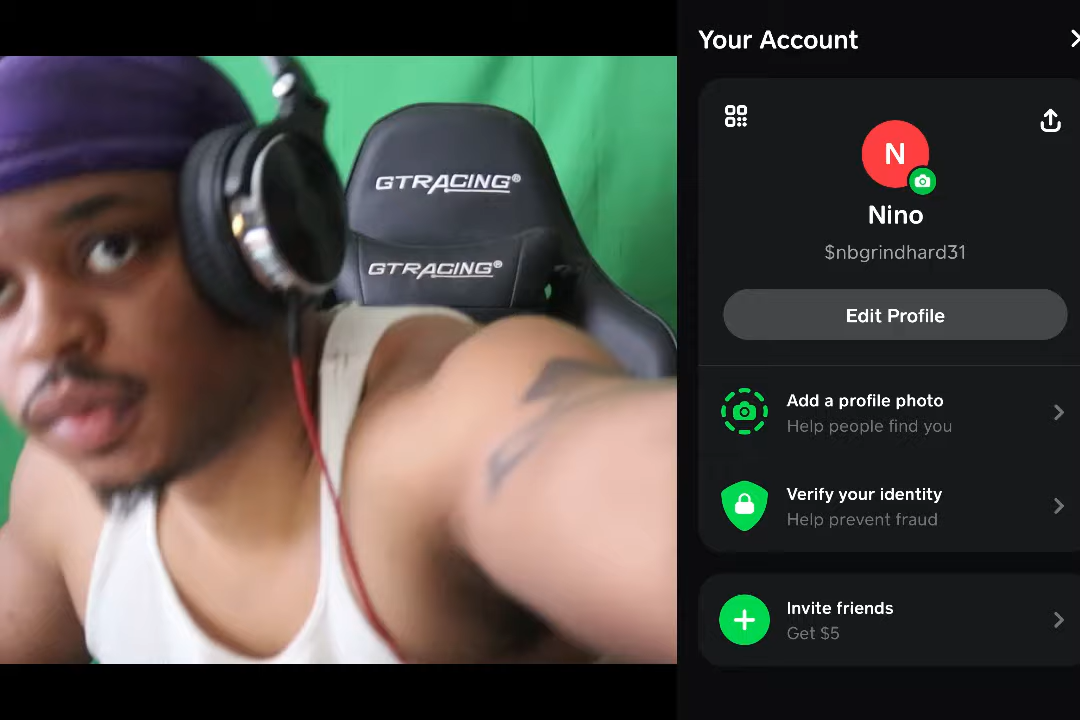 GTRACING®
GTRACING®
Your Account
N
Nino
$nbgrindhard31
Edit Profile
Add a profile photo
Help people find you
Verify your identity
Help prevent fraud
Invite friends
Get $5